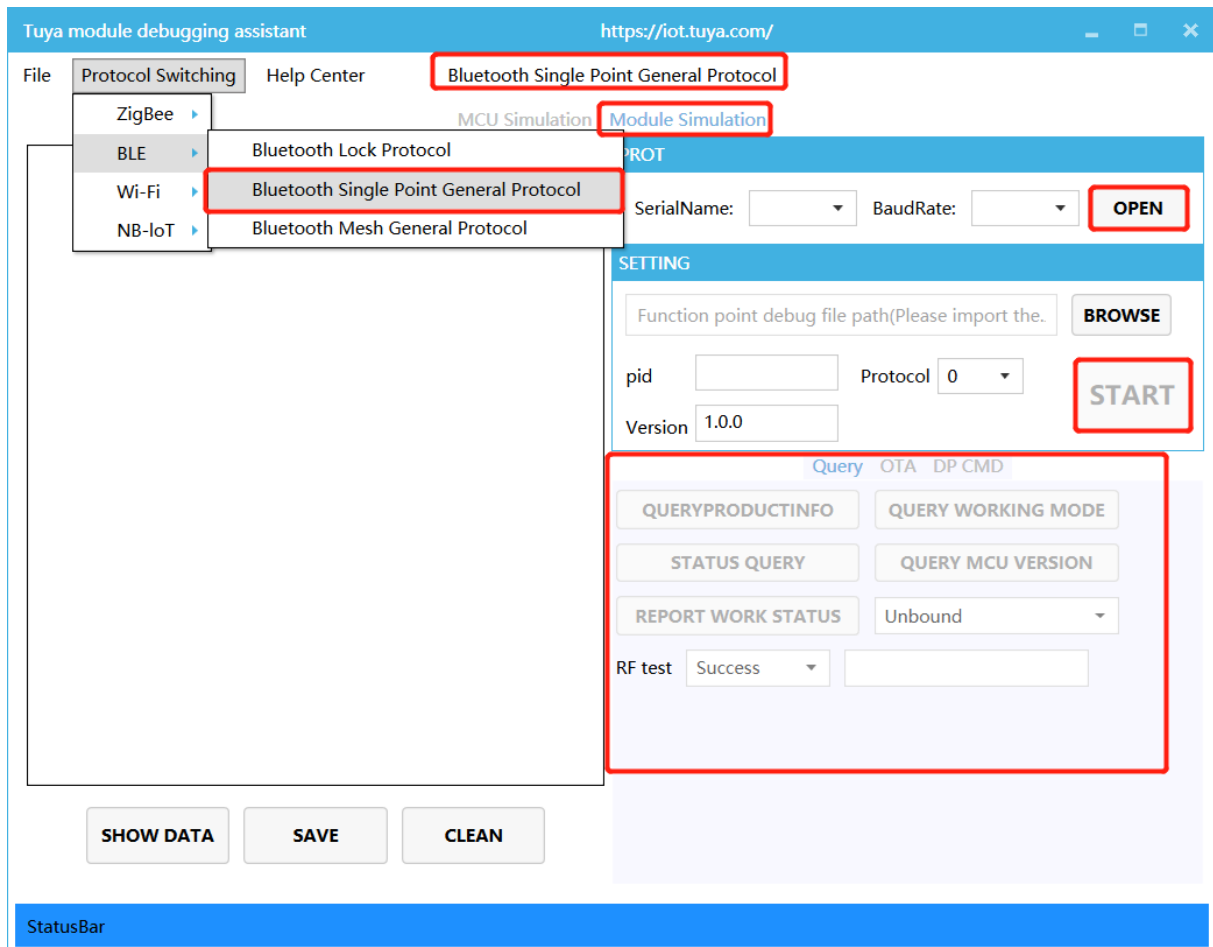 Tuya module debugging assistant https://iot.tuya.com/
File Protocol Switching Help Center Bluetooth Single Point General Protocol
ZigBee
BLE
Wi-Fi
NB-IoT
Bluetooth Lock Protocol
Bluetooth Single Point General Protocol
Bluetooth Mesh General Protocol
MCU Simulation Module Simulation
PROT
SerialName: BaudRate: OPEN
SETTING
Function point debug file path(Please import the.. BROWSE
pid Protocol 0
START
Version 1.0.0
Query OTA DP CMD
QUERYPRODUCTINFO QUERY WORKING MODE
STATUS QUERY QUERY MCU VERSION
REPORT WORK STATUS Unbound
RF test Success
SHOW DATA SAVE CLEAN
StatusBar